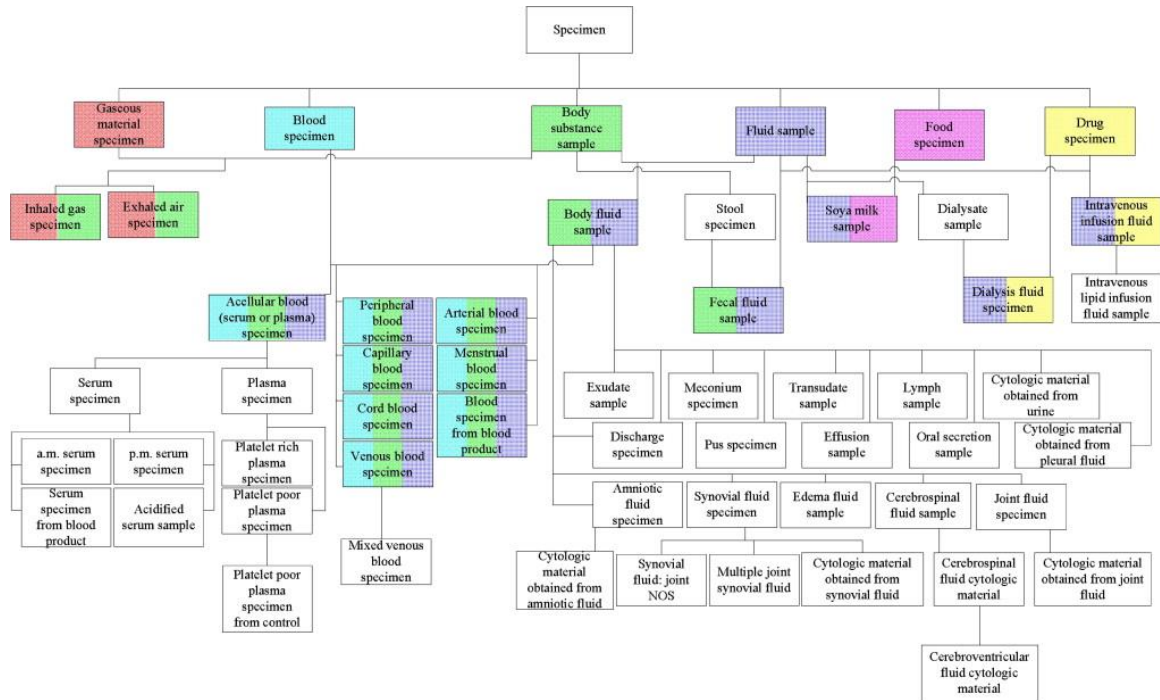 Specimen
Gaseous
material
specimen
Blood
specimen
Body
substance
sample
Fluid sample
Food
specimen
Drug
specimen
Inhaled gas
specimen
Exhaled air
specimen
Body fluid
sample
Stool
specimen
Soya milk
sample
Dialysate
sample
Intravenous
infusion fluid
sample
Acellular blood
(serum or plasma)
specimen
Peripheral
blood
specimen
Arterial blood
specimen
Fecal fluid
sample
Dialysis fluid
specimen
Intravenous
lipid infusion
fluid sample
Capillary
blood
specimen
Menstrual
blood
specimen
Serum
specimen
Plasma
specimen
Cord blood
specimen
Blood
specimen
from blood
product
Exudate
sample
Meconium
specimen
Transudate
sample
Lymph
sample
Cytologic material
obtained from
urine
Discharge
specimen
Pus specimen
Effusion
sample
Oral secretion
sample
Cytologic material
obtained from
pleural fluid
a.m. serum
specimen
p.m. serum
specimen
Platelet rich
plasma
specimen
Venous blood
specimen
Serum
specimen
from blood
product
Acidified
serum sample
Platelet poor
plasma
specimen
Amniotic
fluid
specimen
Synovial fluid
specimen
Edema fluid
sample
Cerebrospinal
fluid sample
Joint fluid
specimen
Mixed venous
blood
specimen
Cytologic
material
obtained from
amniotic fluid
Synovial
fluid: joint
NOS
Multiple joint
synovial fluid
Cytologic material
obtained from
synovial fluid
Cerebrospinal
fluid cytologic
material
Cytologic material
obtained from joint
fluid
Platelet poor
plasma
specimen
from control
Cerebroventricular
fluid cytologic
material